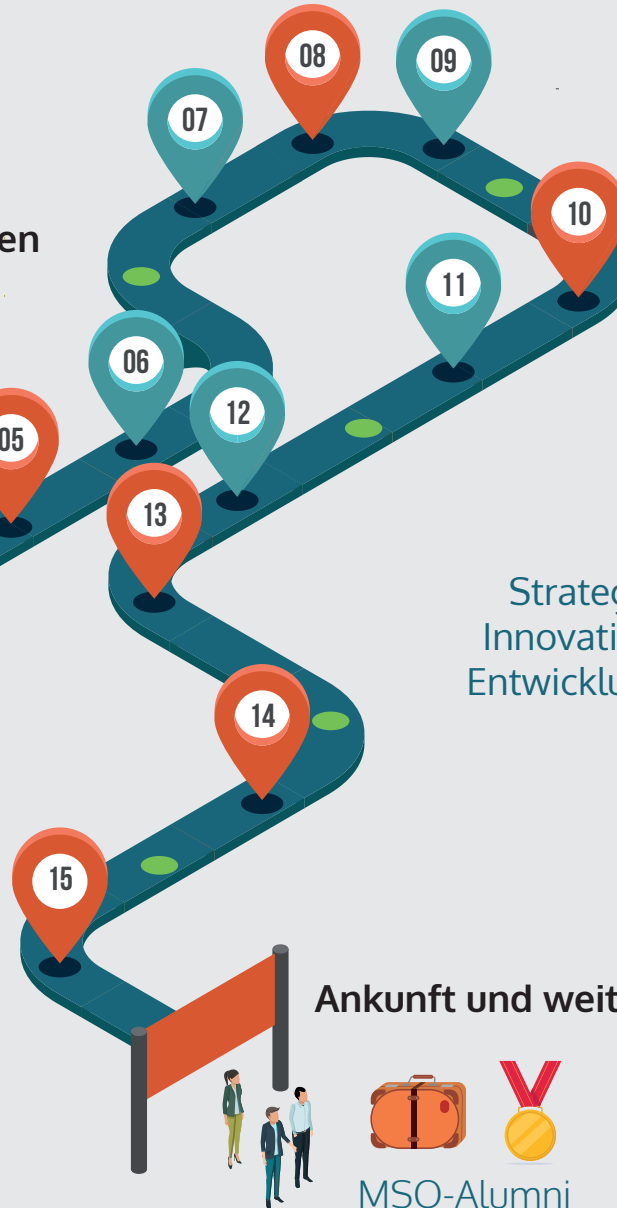 08
09
07
10
en
11
06
12
05
13
Strateg
Innovati
Entwicklu
14
15
Ankunft und weit
MSO-Alumni